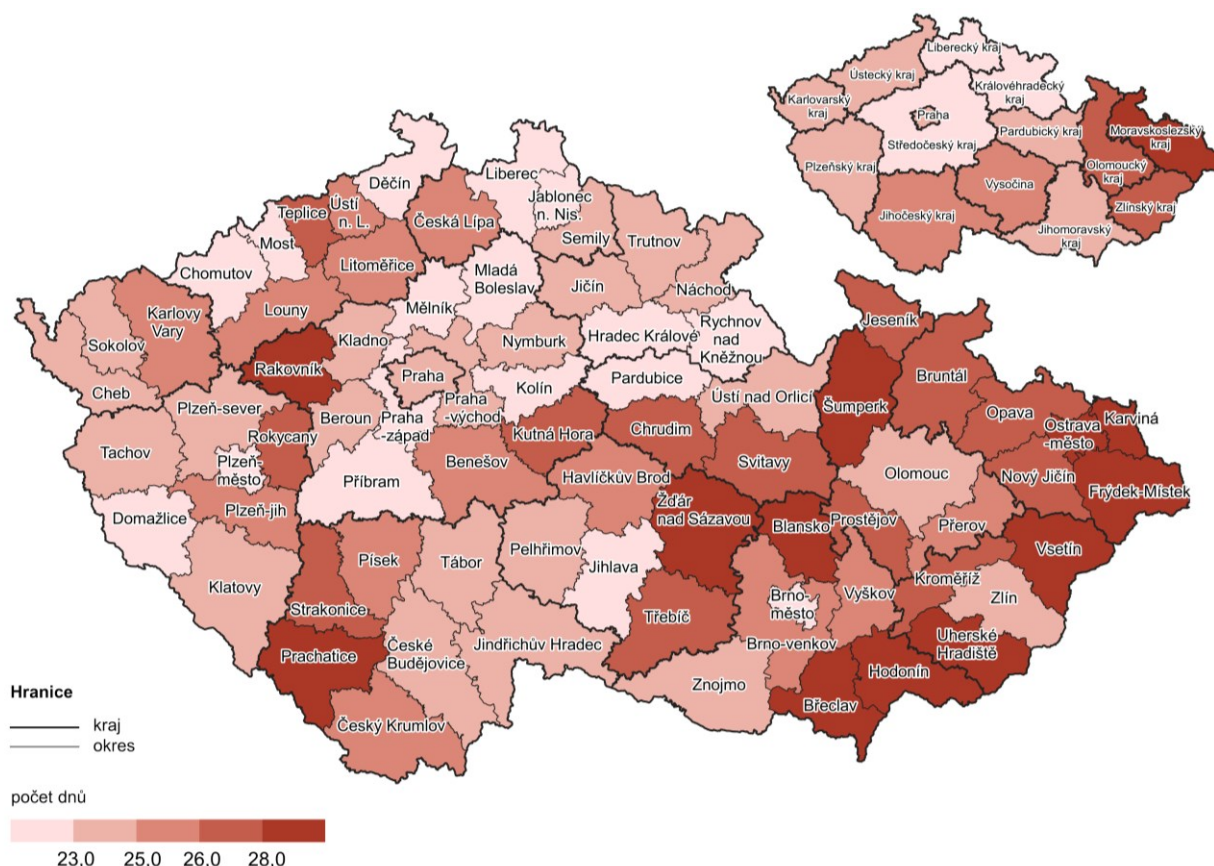 Liberecký kraj
Ústecký kraj
Královéhradecký
kraj
Karlovarský
kraj
Praha
Pardubický kraj
Moravskoslezský
kraj
Středočeský kraj
Plzeňský kraj
Olomoucký
kraj
Vysočina
Zlínský kraj
Jihočeský kraj
Jihomoravský
kraj
Děčín
Liberec
Jablonec
n. Nis.
Teplice
Ústí
n. L.
Česká Lípa
Most
Semily
Trutnov
Chomutov
Litoměřice
Mladá
Boleslav
Jičín
Náchod
Karlovy
Vary
Louny
Mělník
Jeseník
Sokolov
Kladno
Nymburk
Hradec Králové
Rychnov
nad
Kněžnou
Rakovník
Praha
Kolín
Pardubice
Bruntál
Cheb
Plzeň-sever
Beroun
Praha
-západ
Praha
-východ
Ústí nad Orlicí
Šumperk
Opava
Karviná
Ostrava
-město
Tachov
Rokycany
Kutná Hora
Chrudim
Plzeň-
město
Benešov
Svitavy
Olomouc
Nový Jičín
Frýdek-Místek
Příbram
Havlíčkův Brod
Domažlice
Plzeň-jih
Žďár
nad Sázavou
Blansko
Prostějov
Přerov
Vsetín
Klatovy
Písek
Tábor
Pelhřimov
Jihlava
Kroměříž
Strakonice
Třebíč
Brno-
město
Vyškov
Zlín
Prachatice
České
Budějovice
Jindřichův Hradec
Brno-venkov
Uherské
Hradiště
Znojmo
Hodonín
Břeclav
Český Krumlov
Hranice
kraj
okres
počet dnů
23.0 25.0 26.0 28.0